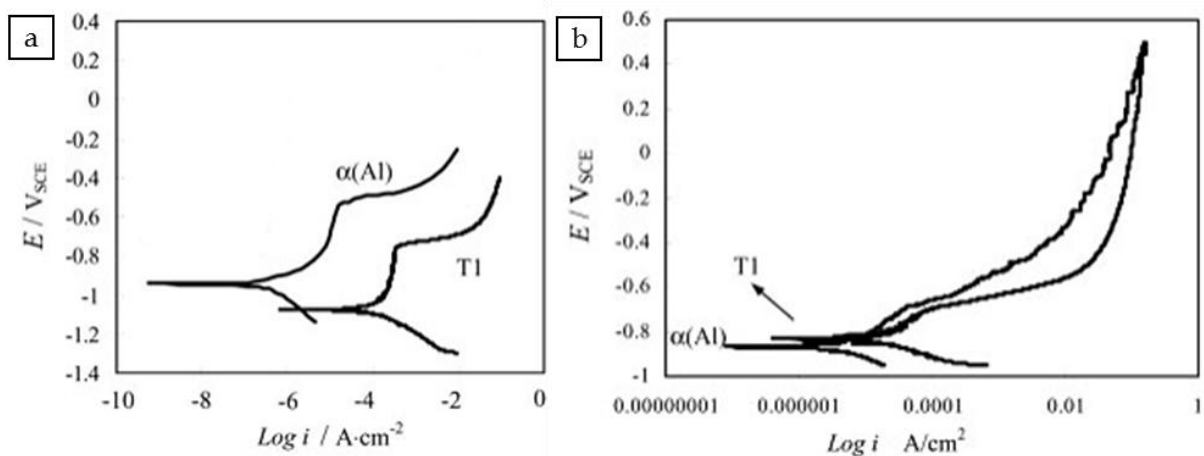 a
0.4
0.2
0
-0.2
-0.4
-0.6
-0.8
-1
-1.2
-1.4
E / V_SCE
α(Al)
T1
-10 -8 -6 -4 -2 0
Log i / A·cm⁻²
b
0.6
0.4
0.2
0
-0.2
-0.4
-0.6
-0.8
-1
E / V_SCE
T1
α(Al)
0.00000001 0.000001 0.0001 0.01 1
Log i A/cm²